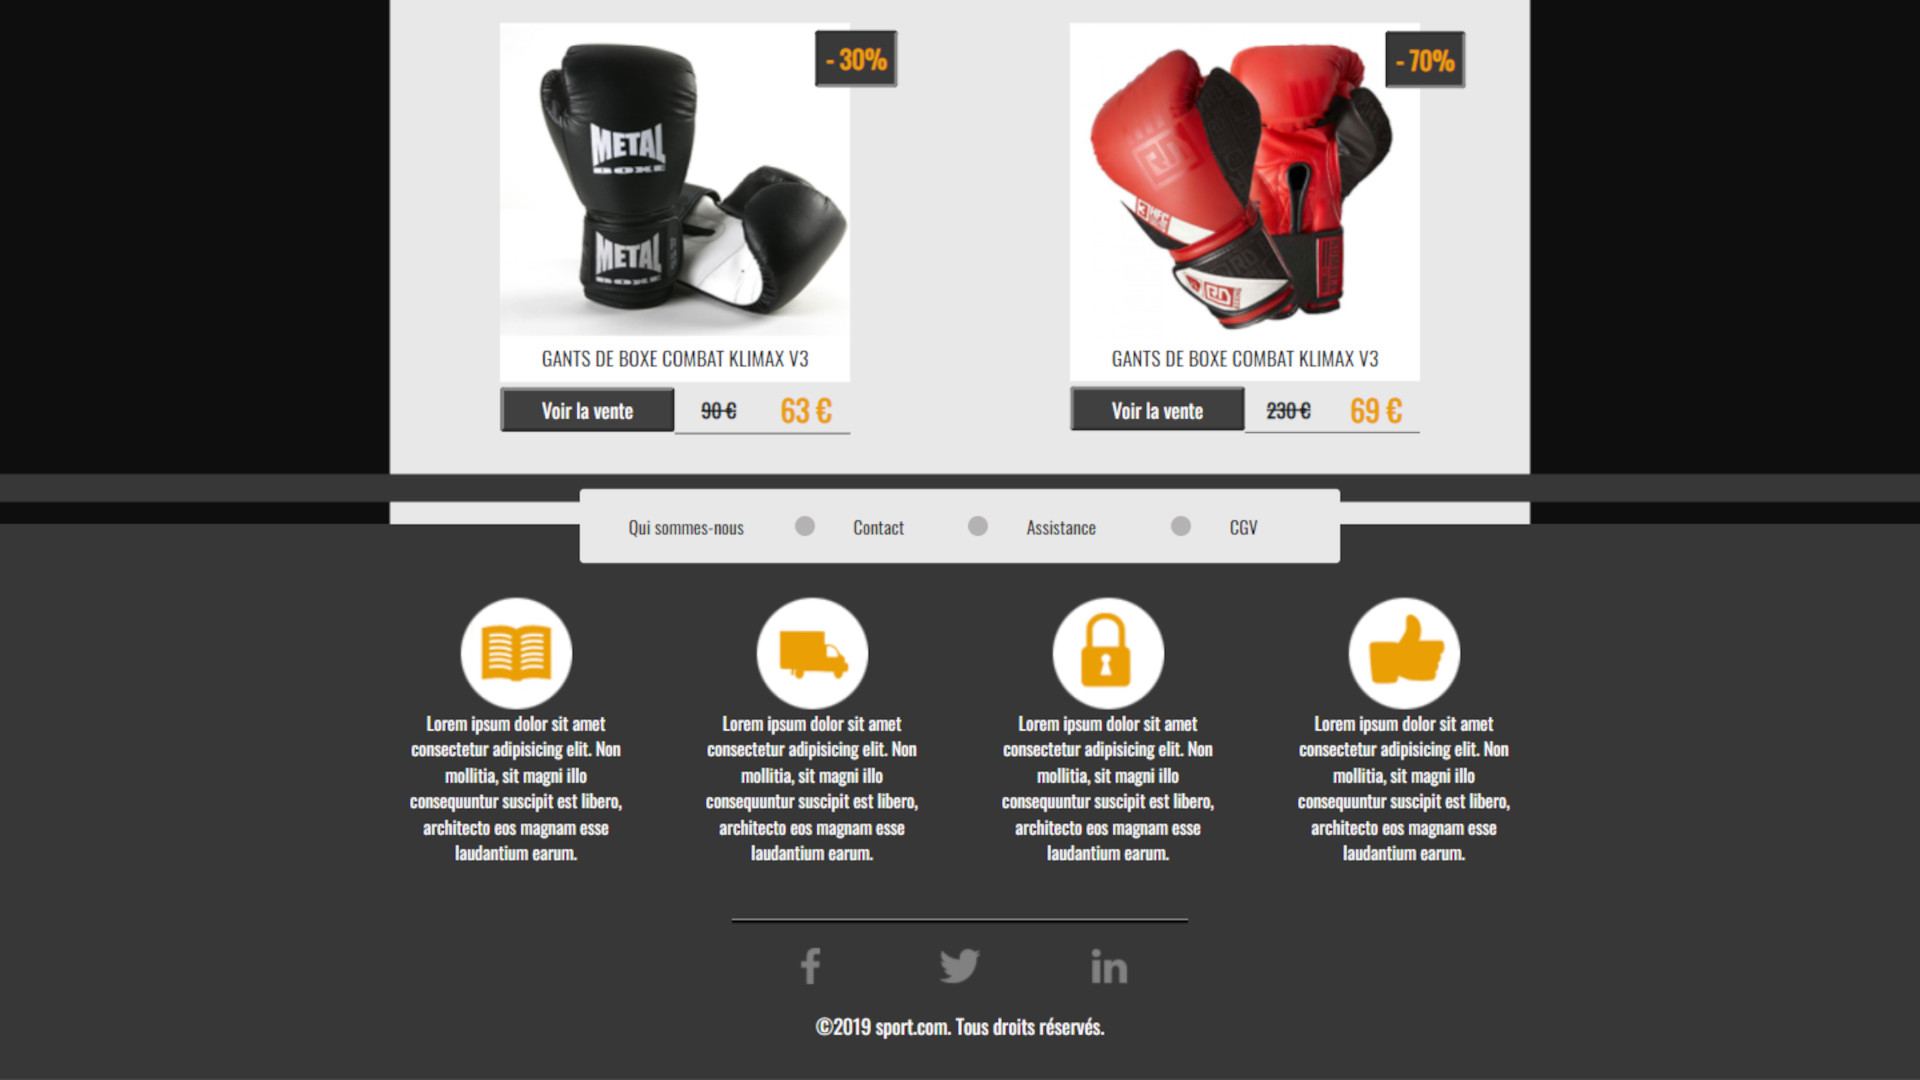 - 30%
METAL
BOXE
METAL
BOXE
GANTS DE BOXE COMBAT KLIMAX V3
Voir la vente
90 €
63 €
- 70%
RD
RD
GANTS DE BOXE COMBAT KLIMAX V3
Voir la vente
230 €
69 €
Qui sommes-nous
Contact
Assistance
CGV
Lorem ipsum dolor sit amet
consectetur adipisicing elit. Non
mollitia, sit magni illo
consequuntur suscipit est libero,
architecto eos magnam esse
laudantium earum.
Lorem ipsum dolor sit amet
consectetur adipisicing elit. Non
mollitia, sit magni illo
consequuntur suscipit est libero,
architecto eos magnam esse
laudantium earum.
Lorem ipsum dolor sit amet
consectetur adipisicing elit. Non
mollitia, sit magni illo
consequuntur suscipit est libero,
architecto eos magnam esse
laudantium earum.
Lorem ipsum dolor sit amet
consectetur adipisicing elit. Non
mollitia, sit magni illo
consequuntur suscipit est libero,
architecto eos magnam esse
laudantium earum.
©2019 sport.com. Tous droits réservés.